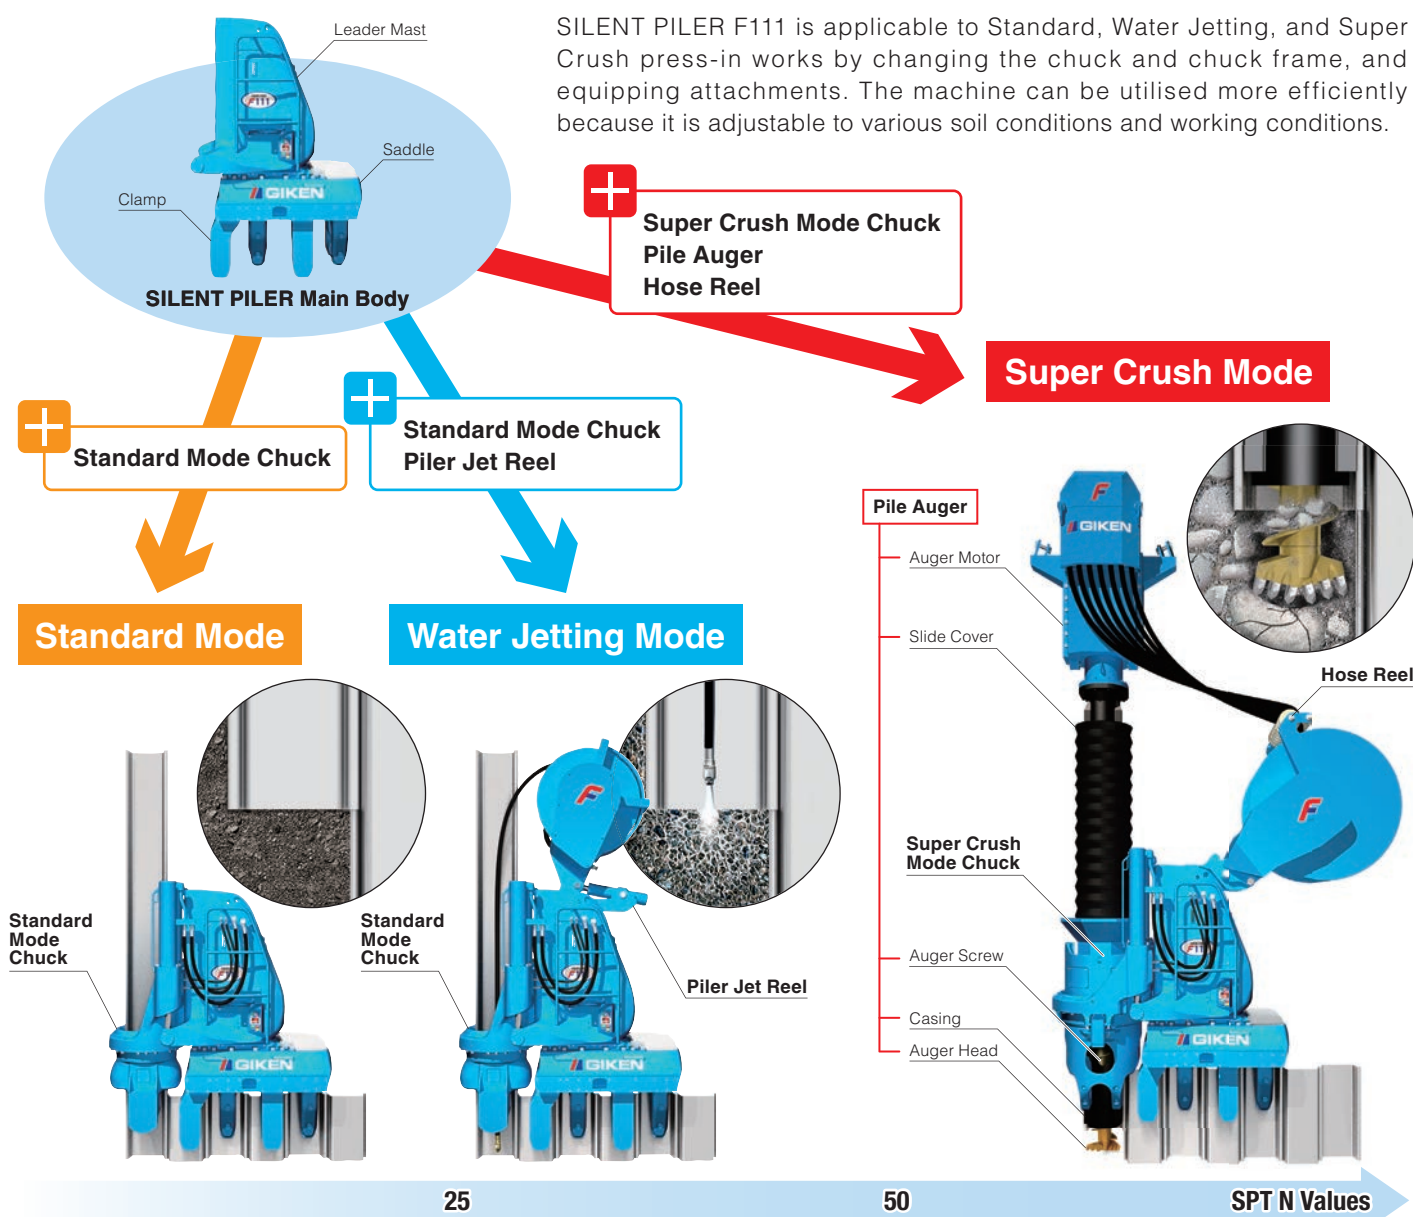 SILENT PILER F111 is applicable to Standard, Water Jetting, and Super
Crush press-in works by changing the chuck and chuck frame, and
equipping attachments. The machine can be utilised more efficiently
because it is adjustable to various soil conditions and working conditions.
Leader Mast
F111
Saddle
GIKEN
Clamp
SILENT PILER Main Body
Super Crush Mode Chuck
Pile Auger
Hose Reel
Super Crush Mode
Standard Mode Chuck
Standard Mode Chuck
Piler Jet Reel
Standard Mode
Water Jetting Mode
Pile Auger
Auger Motor
Slide Cover
F
GIKEN
Hose Reel
F
F
Super Crush
Mode Chuck
Standard
Mode
Chuck
Standard
Mode
Chuck
Piler Jet Reel
Auger Screw
Casing
Auger Head
F111
F111
F111
GIKEN
GIKEN
GIKEN
25
50
SPT N Values